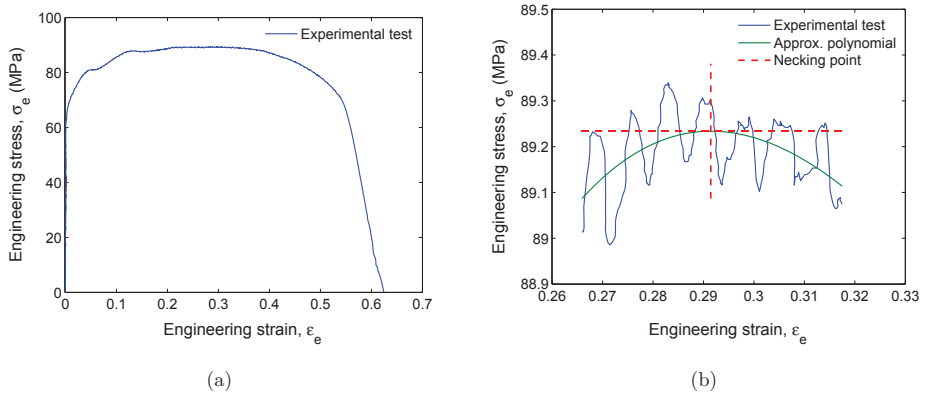 100
80
60
40
20
0
0
0.1
0.2
0.3
0.4
0.5
0.6
0.7
Engineering stress, σe (MPa)
Engineering strain, εe
Experimental test
(a)
89.5
89.4
89.3
89.2
89.1
89
88.9
0.26
0.27
0.28
0.29
0.3
0.31
0.32
0.33
Engineering stress, σe (MPa)
Engineering strain, εe
Experimental test
Approx. polynomial
Necking point
(b)